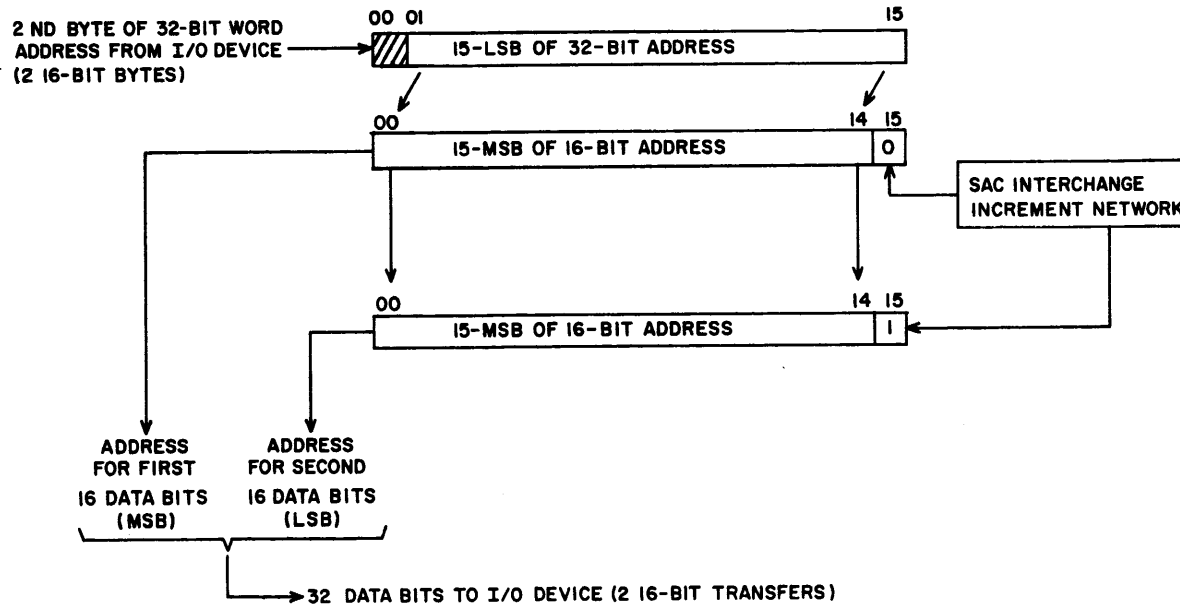 00 01 15
2 ND BYTE OF 32-BIT WORD
ADDRESS FROM I/O DEVICE
(2 16-BIT BYTES)
15-LSB OF 32-BIT ADDRESS
00 14 15
15-MSB OF 16-BIT ADDRESS 0
SAC INTERCHANGE
INCREMENT NETWORK
00 14 15
15-MSB OF 16-BIT ADDRESS 1
ADDRESS
FOR FIRST
16 DATA BITS
(MSB)
ADDRESS
FOR SECOND
16 DATA BITS
(LSB)
32 DATA BITS TO I/O DEVICE (2 16-BIT TRANSFERS)